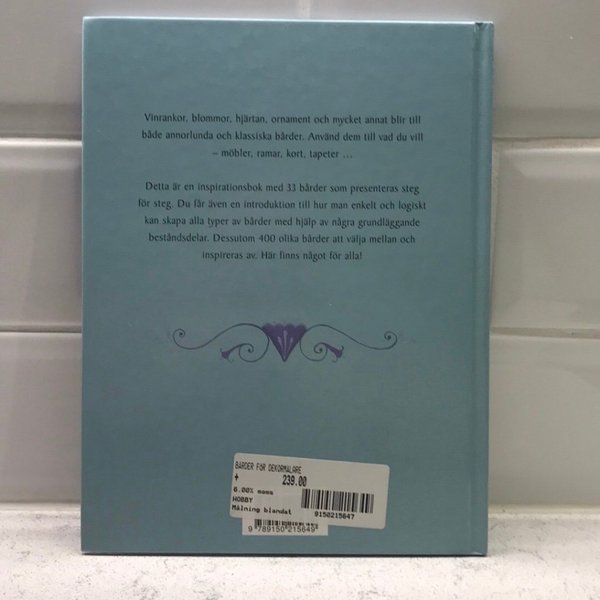 Vinrankor, blommor, hjärtan, ornament och mycket annat blir till
både annorlunda och klassiska bårder. Använd dem till vad du vill
– möbler, ramar, kort, tapeter ...
Detta är en inspirationsbok med 33 bårder som presenteras steg
för steg. Du får även en introduktion till hur man enkelt och logiskt
kan skapa alla typer av bårder med hjälp av några grundläggande
beståndsdelar. Dessutom 400 olika bårder att välja mellan och
inspireras av. Här finns något för alla!
BÅRDER FÖR DEKORMÅLARE
+ 239.00
6.00% moms
HOBBY
Målning blandat
9150215647
9 789150 215649